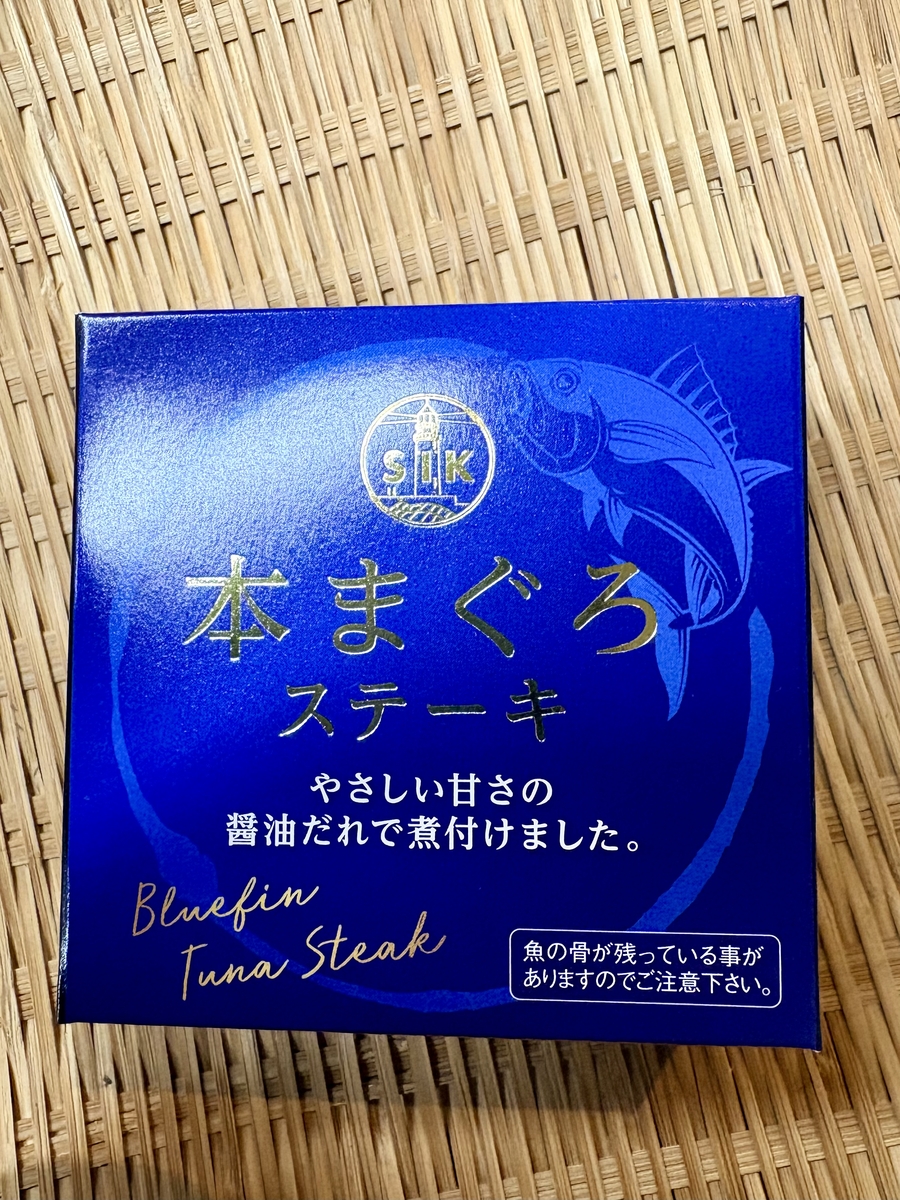 SIK
本まぐろ
ステーキ
やさしい甘さの
醤油だれで煮付けました。
Bluefin
Tuna Steak
魚の骨が残っている事が
ありますのでご注意下さい。